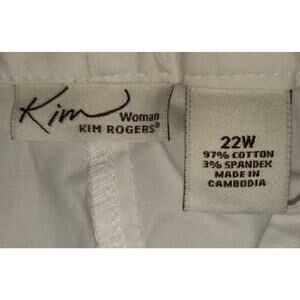 Kim
Woman
KIM ROGERS®
22W
97% COTTON
3% SPANDEX
MADE IN
CAMBODIA